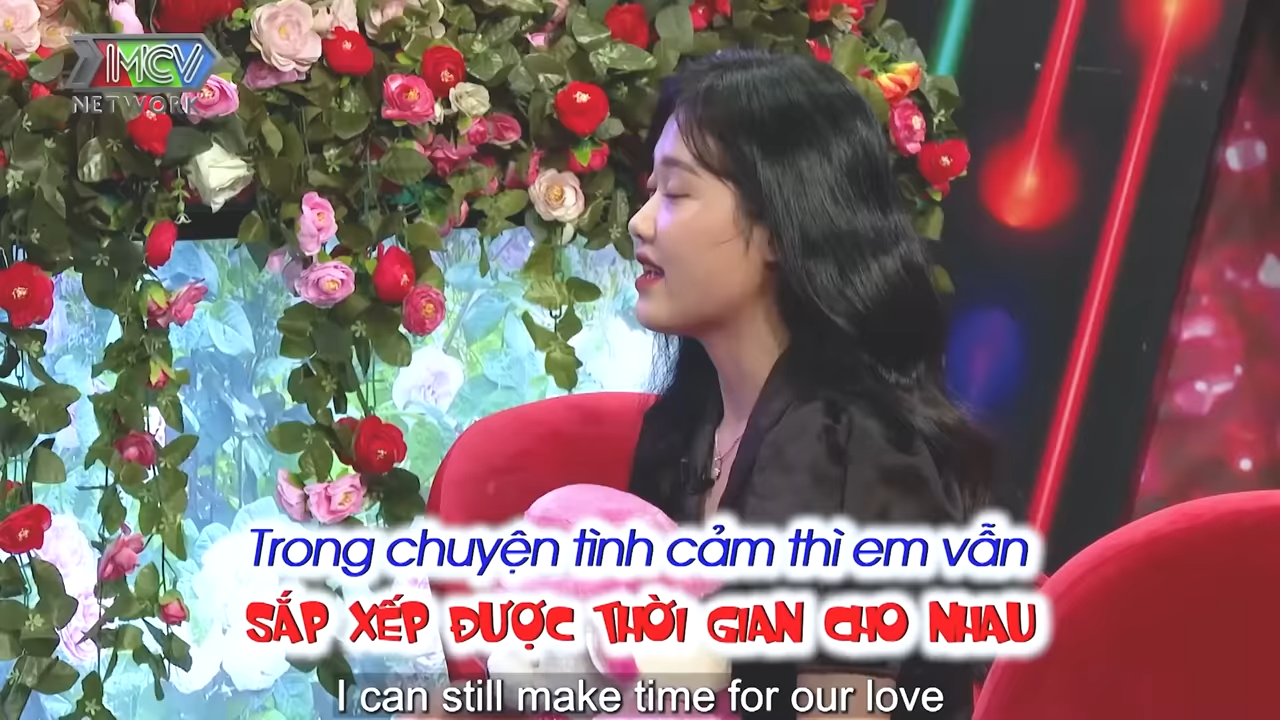 MCV
NETWORK
Trong chuyện tình cảm thì em vẫn
SẮP XẾP ĐƯỢC THỜI GIAN CHO NHAU
I can still make time for our love